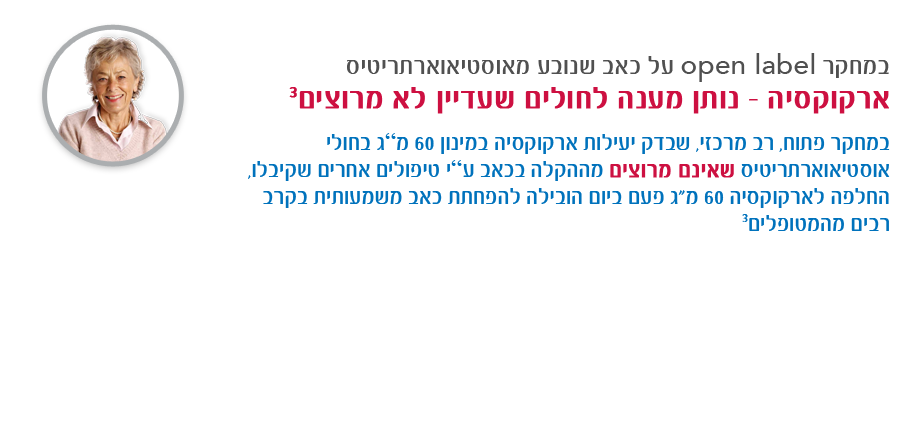 במחקר open label על כאב שנובע מאוסטיאוארתריטיס
ארקוקסיה - נותן מענה לחולים שעדיין לא מרוצים³
במחקר פתוח, רב מרכזי, שבדק יעילות ארקוקסיה במינון 60 מ“ג בחולי
אוסטיאוארתריטיס שאינם מרוצים מההקלה בכאב ע“י טיפולים אחרים שקיבלו,
החלפה לארקוקסיה 60 מ"ג פעם ביום הובילה להפחתת כאב משמעותית בקרב
רבים מהמטופלים³